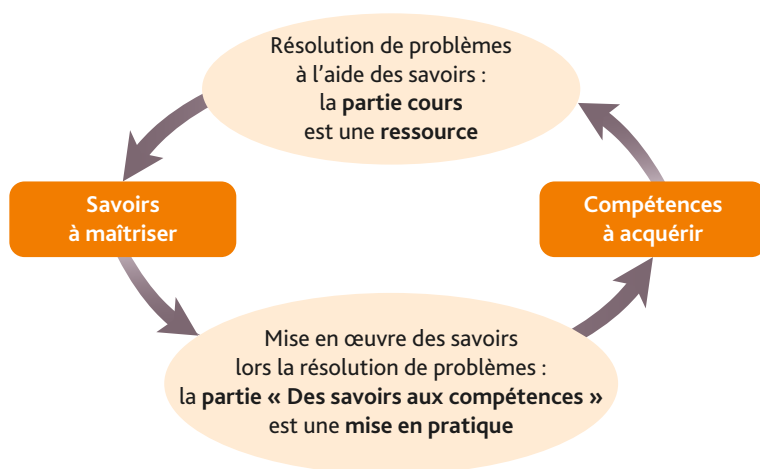 Résolution de problèmes
à l'aide des savoirs :
la partie cours
est une ressource
Savoirs
à maîtriser
Compétences
à acquérir
Mise en œuvre des savoirs
lors la résolution de problèmes :
la partie « Des savoirs aux compétences »
est une mise en pratique